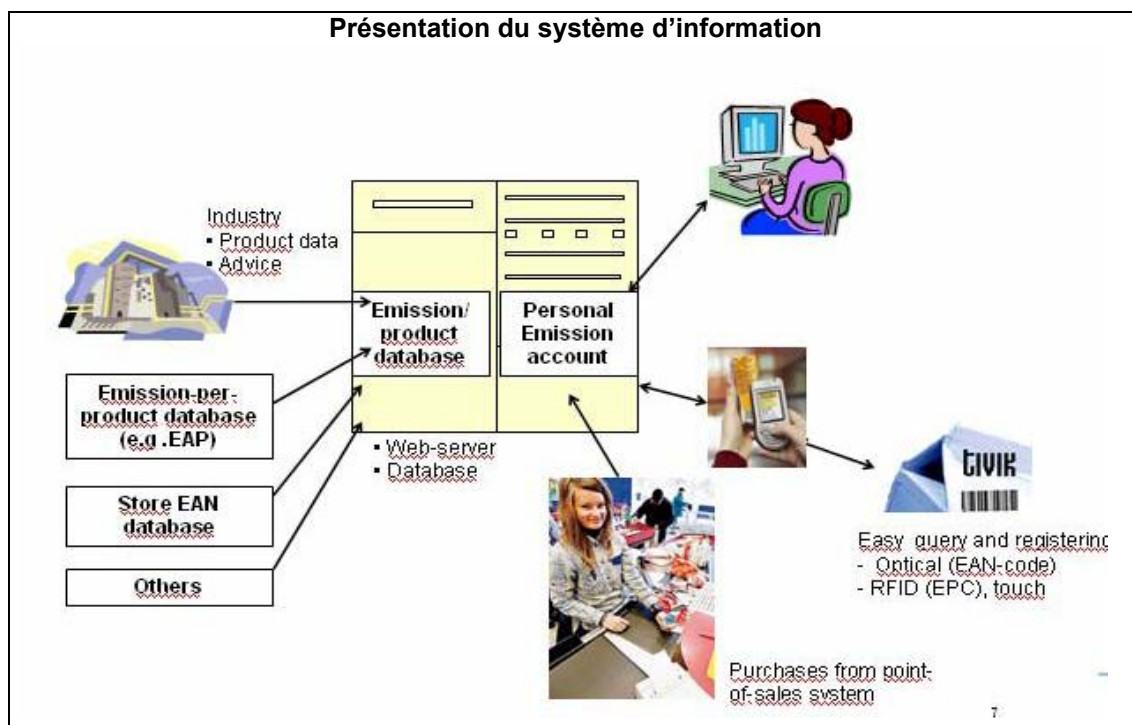 Présentation du système d’information
Industry
▪ Product data
▪ Advice
Emission/
product
database
Personal
Emission
account
Emission-per-
product database
(e.g .EAP)
▪ Web-server
▪ Database
Store EAN
database
Others
tivik
Easy query and registering
- Optical (EAN-code)
- RFID (EPC), touch
Purchases from point-
of-sales system
7